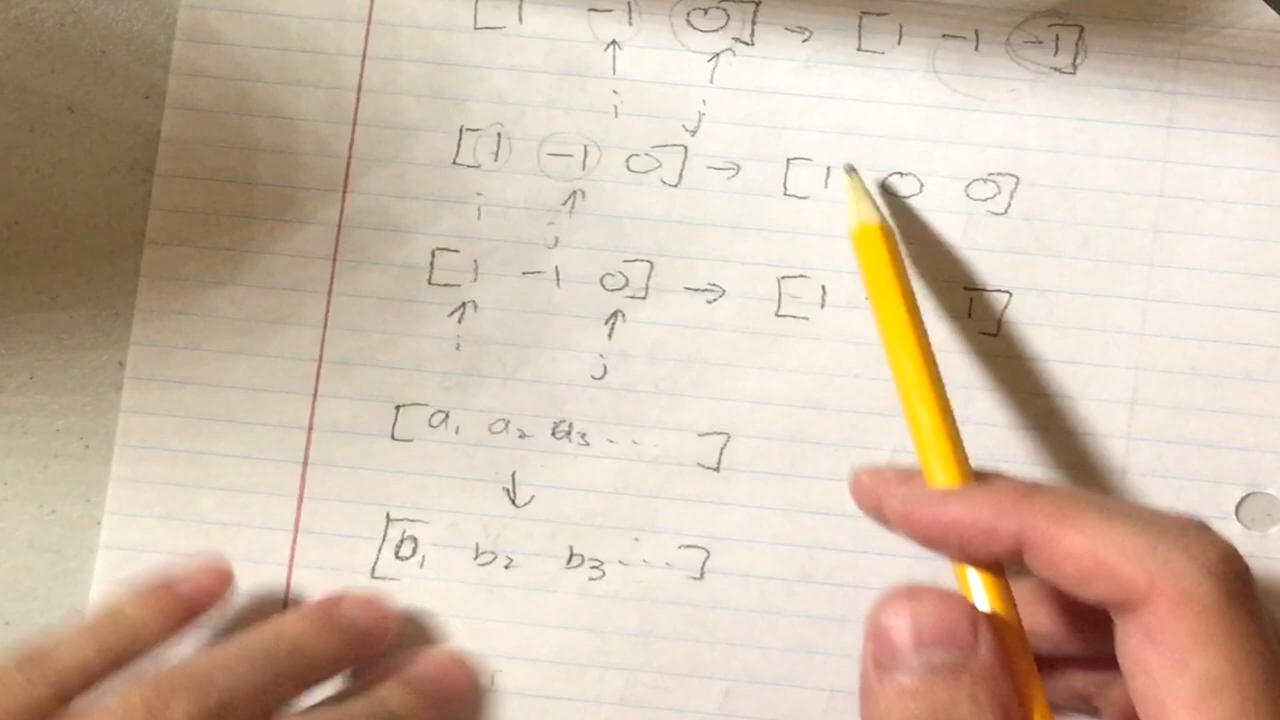 [1 -1 0] → [1 -1 -1]
↑ ↑
i j
[1 -1 0] → [1 0 0]
i ↑
j
[1 -1 0] → [1 1]
↑ ↑
i j
[a₁ a₂ a₃... ]
↓
[b₁ b₂ b₃...]